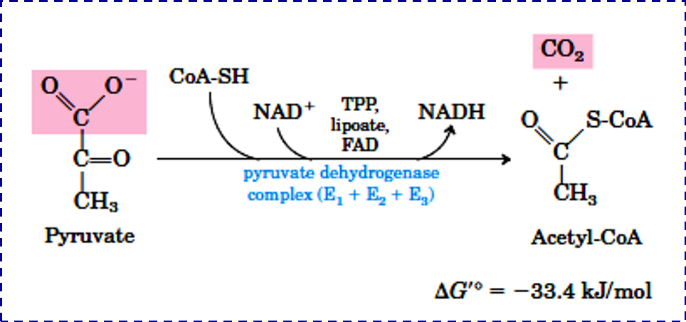 CO₂
+
O O⁻
C
C=O
CH₃
Pyruvate
CoA-SH
NAD⁺
TPP,
lipoate,
FAD
NADH
pyruvate dehydrogenase
complex (E₁ + E₂ + E₃)
O S-CoA
C
CH₃
Acetyl-CoA
ΔG′° = −33.4 kJ/mol